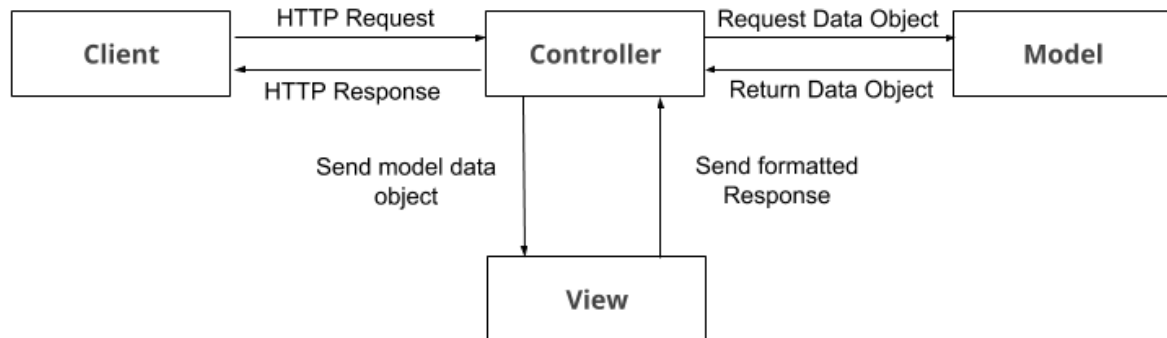 HTTP Request
Request Data Object
Client
Controller
Model
HTTP Response
Return Data Object
Send model data
object
Send formatted
Response
View